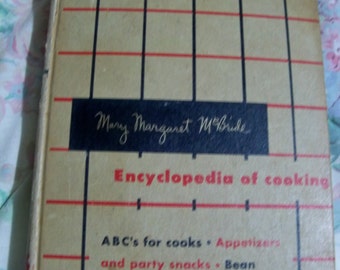 Mary Margaret McBride
Encyclopedia of cooking
ABC's for cooks • Appetizers
and party snacks • Bean